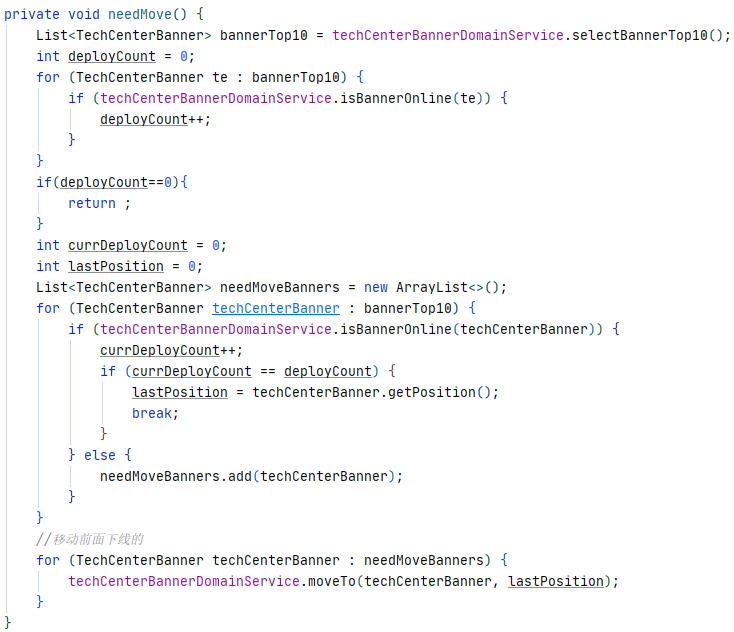 private void needMove() {
    List<TechCenterBanner> bannerTop10 = techCenterBannerDomainService.selectBannerTop10();
    int deployCount = 0;
    for (TechCenterBanner te : bannerTop10) {
        if (techCenterBannerDomainService.isBannerOnline(te)) {
            deployCount++;
        }
    }
    if(deployCount==0){
        return ;
    }
    int currDeployCount = 0;
    int lastPosition = 0;
    List<TechCenterBanner> needMoveBanners = new ArrayList<>();
    for (TechCenterBanner techCenterBanner : bannerTop10) {
        if (techCenterBannerDomainService.isBannerOnline(techCenterBanner)) {
            currDeployCount++;
            if (currDeployCount == deployCount) {
                lastPosition = techCenterBanner.getPosition();
                break;
            }
        } else {
            needMoveBanners.add(techCenterBanner);
        }
    }
    //移动前面下线的
    for (TechCenterBanner techCenterBanner : needMoveBanners) {
        techCenterBannerDomainService.moveTo(techCenterBanner, lastPosition);
    }
}